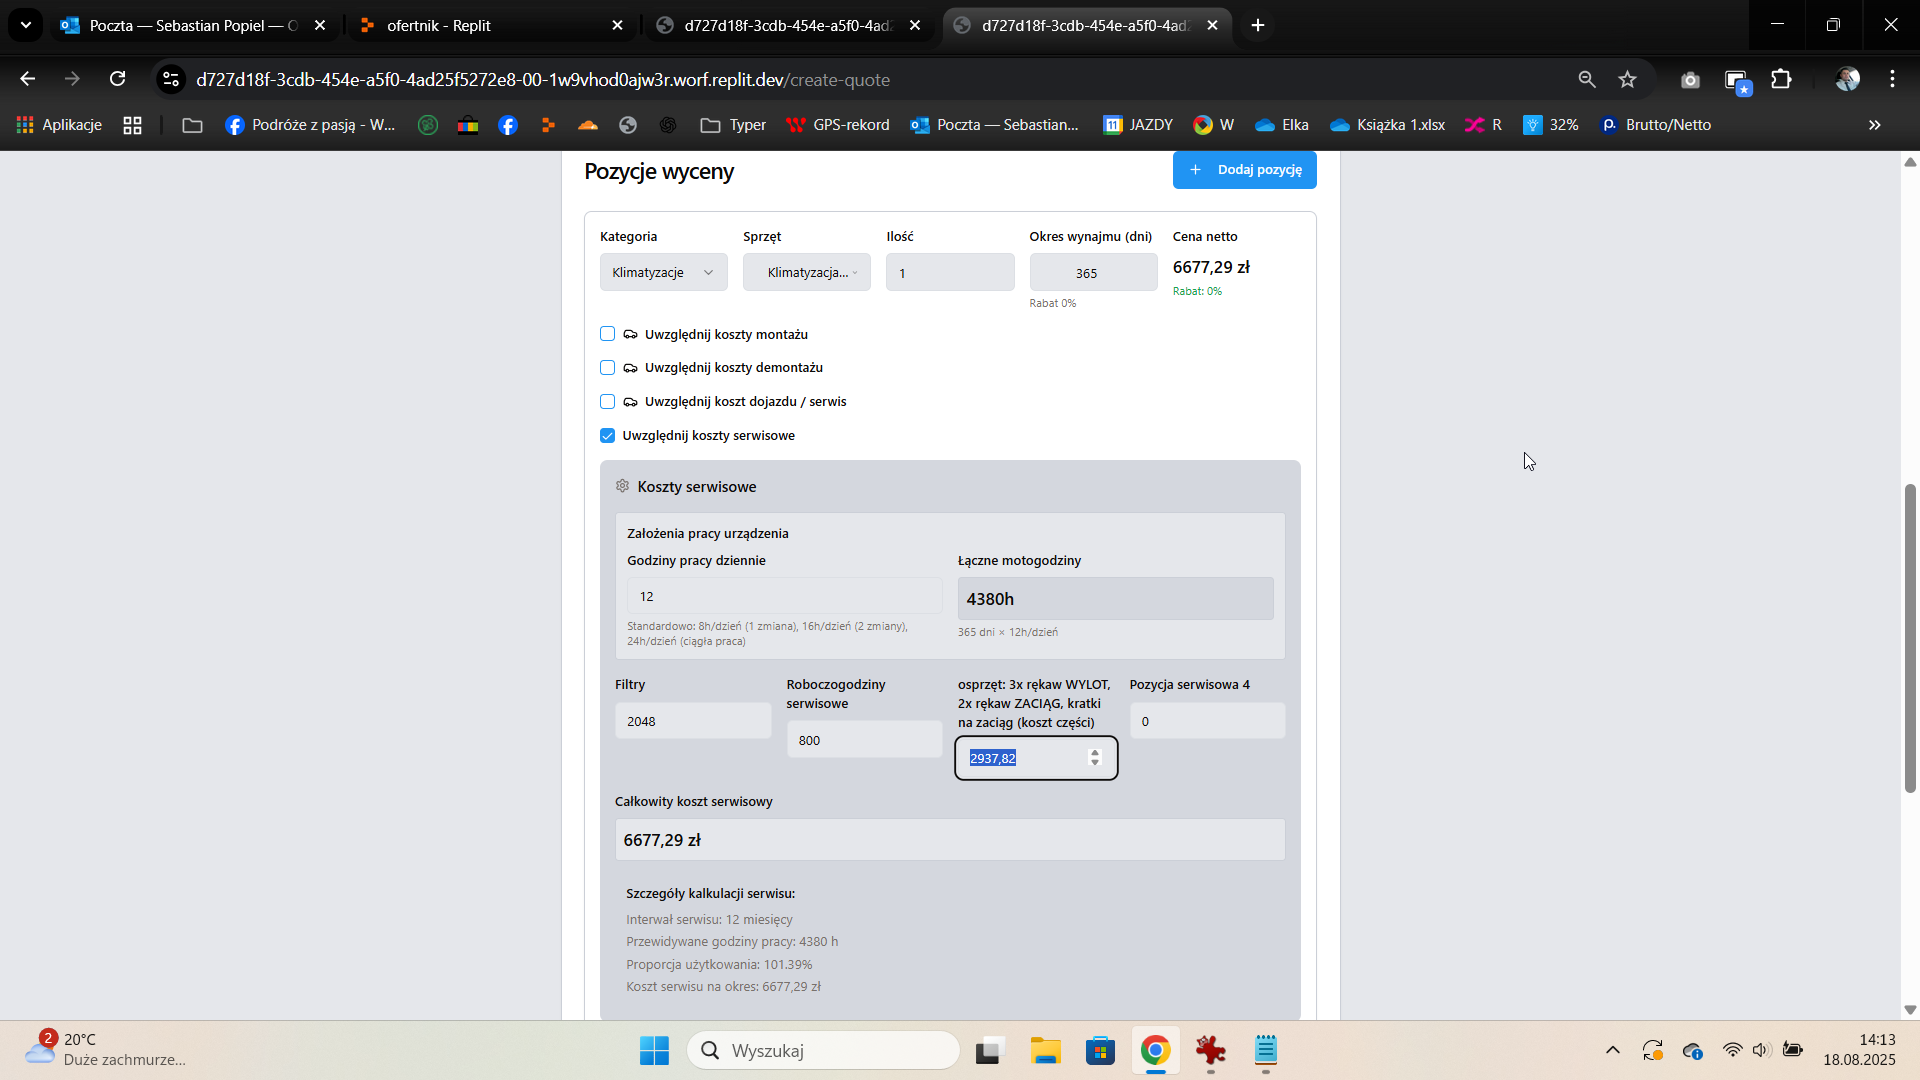 Poczta — Sebastian Popiel — O
ofertnik - Replit
d727d18f-3cdb-454e-a5f0-4ad2
d727d18f-3cdb-454e-a5f0-4ad2
d727d18f-3cdb-454e-a5f0-4ad25f5272e8-00-1w9vhod0ajw3r.worf.replit.dev/create-quote
Aplikacje
Podróże z pasją - W...
Typer
GPS-rekord
Poczta — Sebastian...
11 JAZDY
W
Elka
Książka 1.xlsx
R
32%
Brutto/Netto
Pozycje wyceny
Dodaj pozycję
Kategoria
Sprzęt
Ilość
Okres wynajmu (dni)
Cena netto
Klimatyzacje
Klimatyzacja...
1
365
6677,29 zł
Rabat 0%
Rabat: 0%
Uwzględnij koszty montażu
Uwzględnij koszty demontażu
Uwzględnij koszt dojazdu / serwis
Uwzględnij koszty serwisowe
Koszty serwisowe
Założenia pracy urządzenia
Godziny pracy dziennie
Łączne motogodziny
12
4380h
Standardowo: 8h/dzień (1 zmiana), 16h/dzień (2 zmiany),
24h/dzień (ciągła praca)
365 dni × 12h/dzień
Filtry
Roboczogodziny
serwisowe
osprzęt: 3x rękaw WYLOT,
2x rękaw ZACIĄG, kratki
na zaciąg (koszt części)
Pozycja serwisowa 4
2048
800
2937,82
0
Całkowity koszt serwisowy
6677,29 zł
Szczegóły kalkulacji serwisu:
Interwał serwisu: 12 miesięcy
Przewidywane godziny pracy: 4380 h
Proporcja użytkowania: 101.39%
Koszt serwisu na okres: 6677,29 zł
2
20°C
Duże zachmurze...
Wyszukaj
14:13
18.08.2025